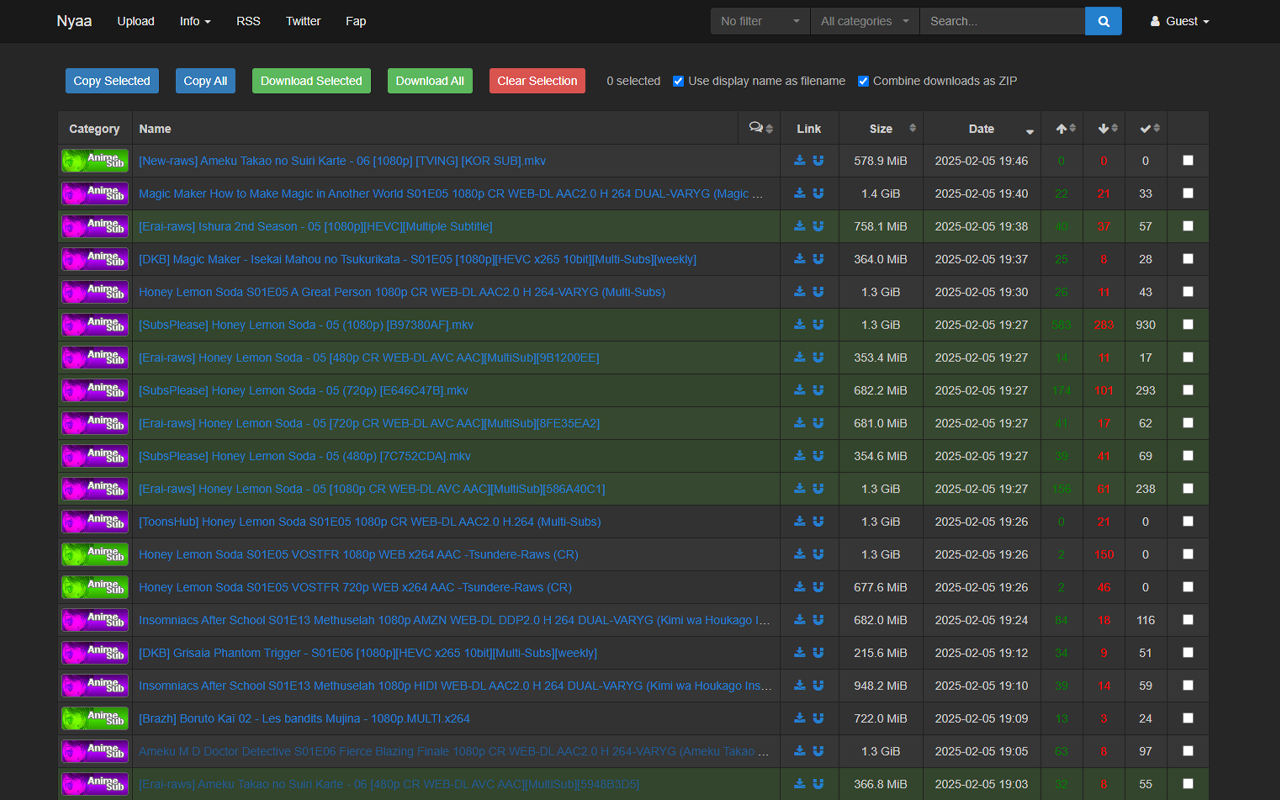 Nyaa Upload Info RSS Twitter Fap No filter All categories Search... Guest
Copy Selected Copy All Download Selected Download All Clear Selection 0 selected Use display name as filename Combine downloads as ZIP
Category Name Link Size Date
Anime Sub [New-raws] Ameku Takao no Suiri Karte - 06 [1080p] [TVING] [KOR SUB].mkv 578.9 MiB 2025-02-05 19:46 0 0 0
Anime Sub Magic Maker How to Make Magic in Another World S01E05 1080p CR WEB-DL AAC2.0 H 264 DUAL-VARYG (Magic ... 1.4 GiB 2025-02-05 19:40 22 21 33
Anime Sub [Erai-raws] Ishura 2nd Season - 05 [1080p][HEVC][Multiple Subtitle] 758.1 MiB 2025-02-05 19:38 40 37 57
Anime Sub [DKB] Magic Maker - Isekai Mahou no Tsukurikata - S01E05 [1080p][HEVC x265 10bit][Multi-Subs][weekly] 364.0 MiB 2025-02-05 19:37 25 8 28
Anime Sub Honey Lemon Soda S01E05 A Great Person 1080p CR WEB-DL AAC2.0 H 264-VARYG (Multi-Subs) 1.3 GiB 2025-02-05 19:30 26 11 43
Anime Sub [SubsPlease] Honey Lemon Soda - 05 (1080p) [B97380AF].mkv 1.3 GiB 2025-02-05 19:27 583 283 930
Anime Sub [Erai-raws] Honey Lemon Soda - 05 [480p CR WEB-DL AVC AAC][MultiSub][9B1200EE] 353.4 MiB 2025-02-05 19:27 14 11 17
Anime Sub [SubsPlease] Honey Lemon Soda - 05 (720p) [E646C47B].mkv 682.2 MiB 2025-02-05 19:27 174 101 293
Anime Sub [Erai-raws] Honey Lemon Soda - 05 [720p CR WEB-DL AVC AAC][MultiSub][8FE35EA2] 681.0 MiB 2025-02-05 19:27 41 17 62
Anime Sub [SubsPlease] Honey Lemon Soda - 05 (480p) [7C752CDA].mkv 354.6 MiB 2025-02-05 19:27 39 41 69
Anime Sub [Erai-raws] Honey Lemon Soda - 05 [1080p CR WEB-DL AVC AAC][MultiSub][586A40C1] 1.3 GiB 2025-02-05 19:27 156 61 238
Anime Sub [ToonsHub] Honey Lemon Soda S01E05 1080p CR WEB-DL AAC2.0 H.264 (Multi-Subs) 1.3 GiB 2025-02-05 19:26 0 21 0
Anime Sub Honey Lemon Soda S01E05 VOSTFR 1080p WEB x264 AAC -Tsundere-Raws (CR) 1.3 GiB 2025-02-05 19:26 2 150 0
Anime Sub Honey Lemon Soda S01E05 VOSTFR 720p WEB x264 AAC -Tsundere-Raws (CR) 677.6 MiB 2025-02-05 19:26 2 46 0
Anime Sub Insomniacs After School S01E13 Methuselah 1080p AMZN WEB-DL DDP2.0 H 264 DUAL-VARYG (Kimi wa Houkago I... 682.0 MiB 2025-02-05 19:24 84 18 116
Anime Sub [DKB] Grisaia Phantom Trigger - S01E06 [1080p][HEVC x265 10bit][Multi-Subs][weekly] 215.6 MiB 2025-02-05 19:12 34 9 51
Anime Sub Insomniacs After School S01E13 Methuselah 1080p HIDI WEB-DL AAC2.0 H 264 DUAL-VARYG (Kimi wa Houkago Ins... 948.2 MiB 2025-02-05 19:10 39 14 59
Anime Sub [Brazh] Boruto Kaï 02 - Les bandits Mujina - 1080p.MULTI.x264 722.0 MiB 2025-02-05 19:09 13 3 24
Anime Sub Ameku M D Doctor Detective S01E06 Fierce Blazing Finale 1080p CR WEB-DL AAC2.0 H 264-VARYG (Ameku Takao ... 1.3 GiB 2025-02-05 19:05 63 8 97
Anime Sub [Erai-raws] Ameku Takao no Suiri Karte - 06 [480p CR WEB-DL AVC AAC][MultiSub][5948B3D5] 366.8 MiB 2025-02-05 19:03 32 8 55